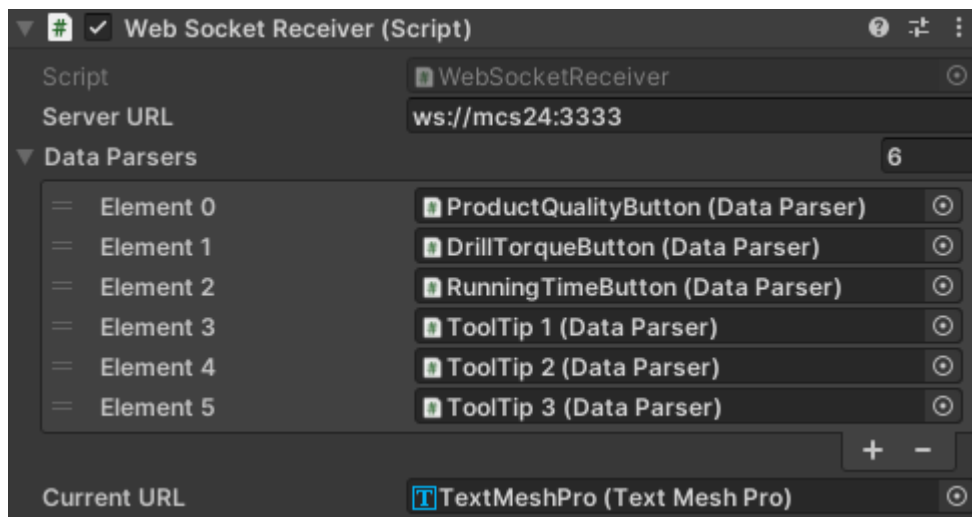 Web Socket Receiver (Script)
Script WebSocketReceiver
Server URL ws://mcs24:3333
Data Parsers 6
Element 0 ProductQualityButton (Data Parser)
Element 1 DrillTorqueButton (Data Parser)
Element 2 RunningTimeButton (Data Parser)
Element 3 ToolTip 1 (Data Parser)
Element 4 ToolTip 2 (Data Parser)
Element 5 ToolTip 3 (Data Parser)
Current URL TextMeshPro (Text Mesh Pro)